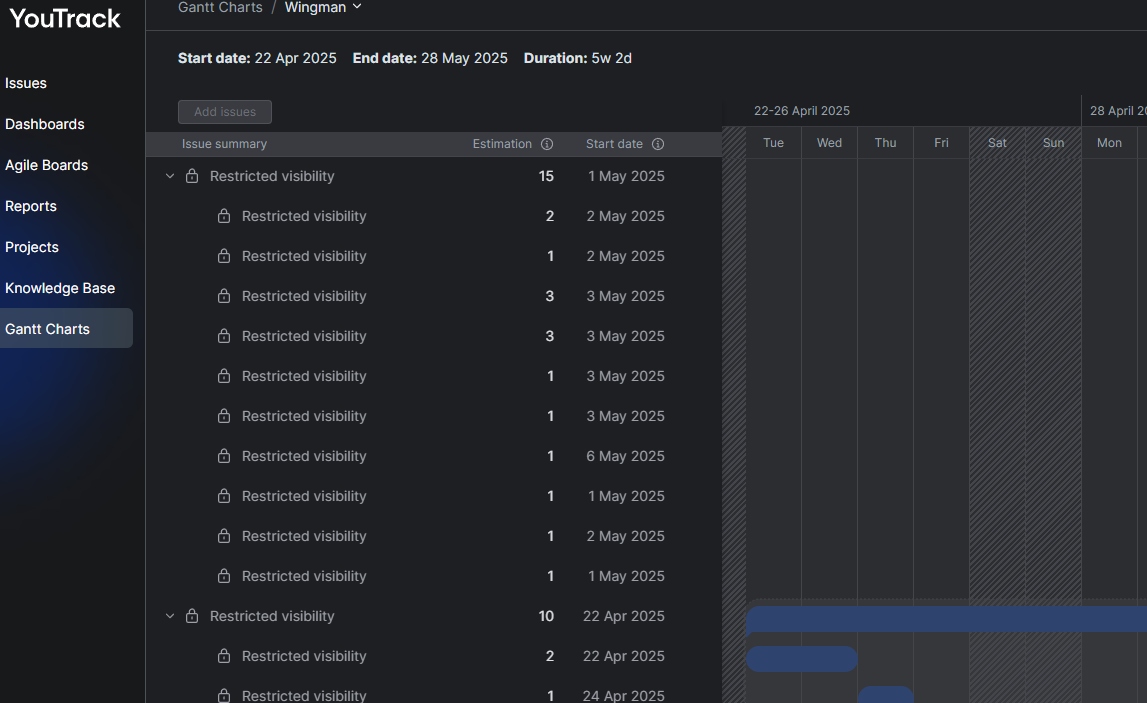 YouTrack
Gantt Charts / Wingman
Start date: 22 Apr 2025 End date: 28 May 2025 Duration: 5w 2d
Issues
Dashboards
Agile Boards
Reports
Projects
Knowledge Base
Gantt Charts
Add issues
22-26 April 2025
Issue summary Estimation Start date
Tue Wed Thu Fri Sat Sun Mon
Restricted visibility 15 1 May 2025
Restricted visibility 2 2 May 2025
Restricted visibility 1 2 May 2025
Restricted visibility 3 3 May 2025
Restricted visibility 3 3 May 2025
Restricted visibility 1 3 May 2025
Restricted visibility 1 3 May 2025
Restricted visibility 1 6 May 2025
Restricted visibility 1 1 May 2025
Restricted visibility 1 2 May 2025
Restricted visibility 1 1 May 2025
Restricted visibility 10 22 Apr 2025
Restricted visibility 2 22 Apr 2025
Restricted visibility 1 24 Apr 2025
28 April